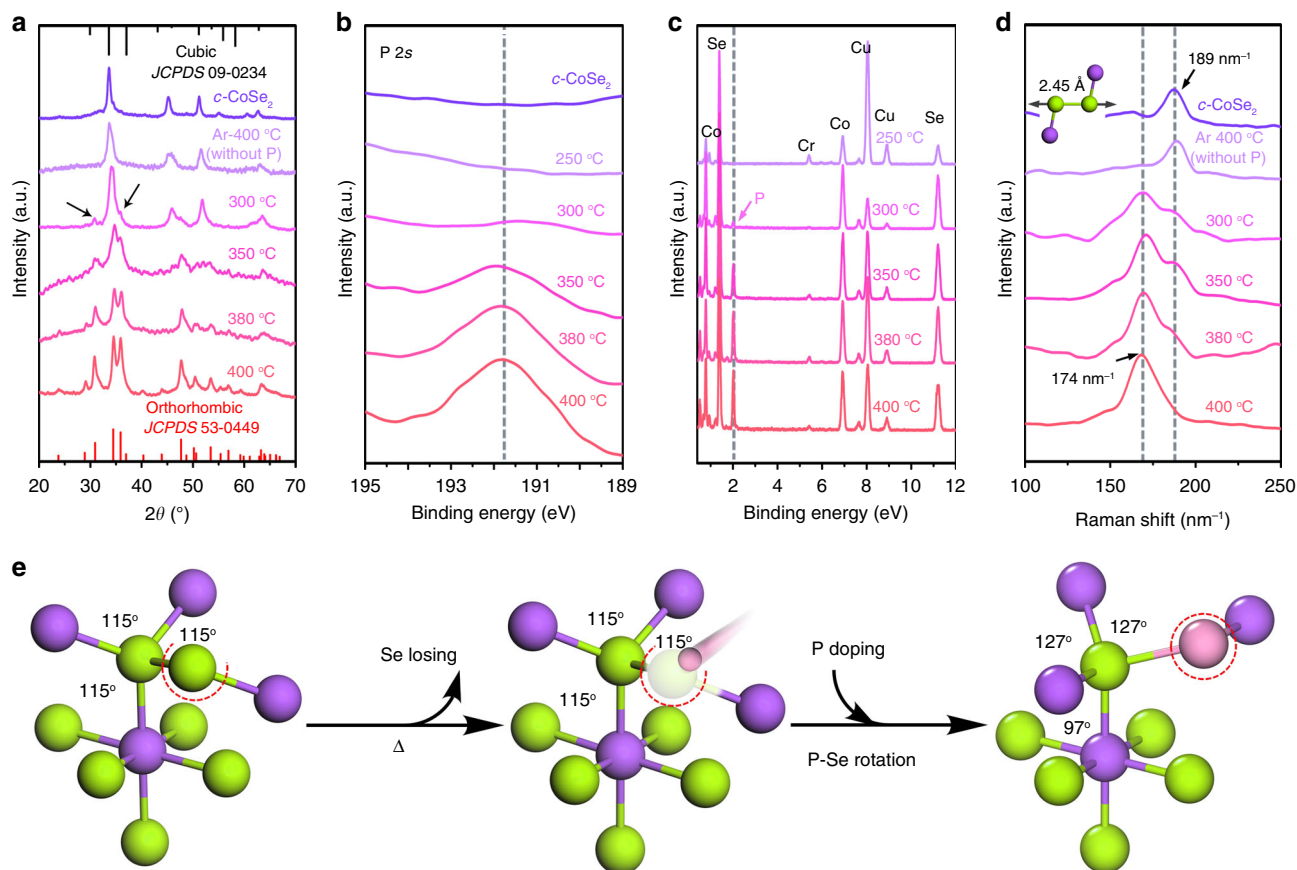 a
Cubic
JCPDS 09-0234
c-CoSe₂
Ar-400 °C
(without P)
300 °C
350 °C
380 °C
400 °C
Orthorhombic
JCPDS 53-0449
Intensity (a.u.)
20 30 40 50 60 70
2θ (°)
b
P 2s
c-CoSe₂
250 °C
300 °C
350 °C
380 °C
400 °C
Intensity (a.u.)
195 193 191 189
Binding energy (eV)
c
Se
Cu
Co
Cr
Co
Cu
Se
250 °C
P
300 °C
350 °C
380 °C
400 °C
Intensity (a.u.)
2 4 6 8 10 12
Binding energy (eV)
d
189 nm⁻¹
2.45 Å
c-CoSe₂
Ar 400 °C
(without P)
300 °C
350 °C
380 °C
174 nm⁻¹
400 °C
Intensity (a.u.)
100 150 200 250
Raman shift (nm⁻¹)
e
115°
115°
115°
Se losing
Δ
115°
115°
115°
P doping
P-Se rotation
127°
127°
97°